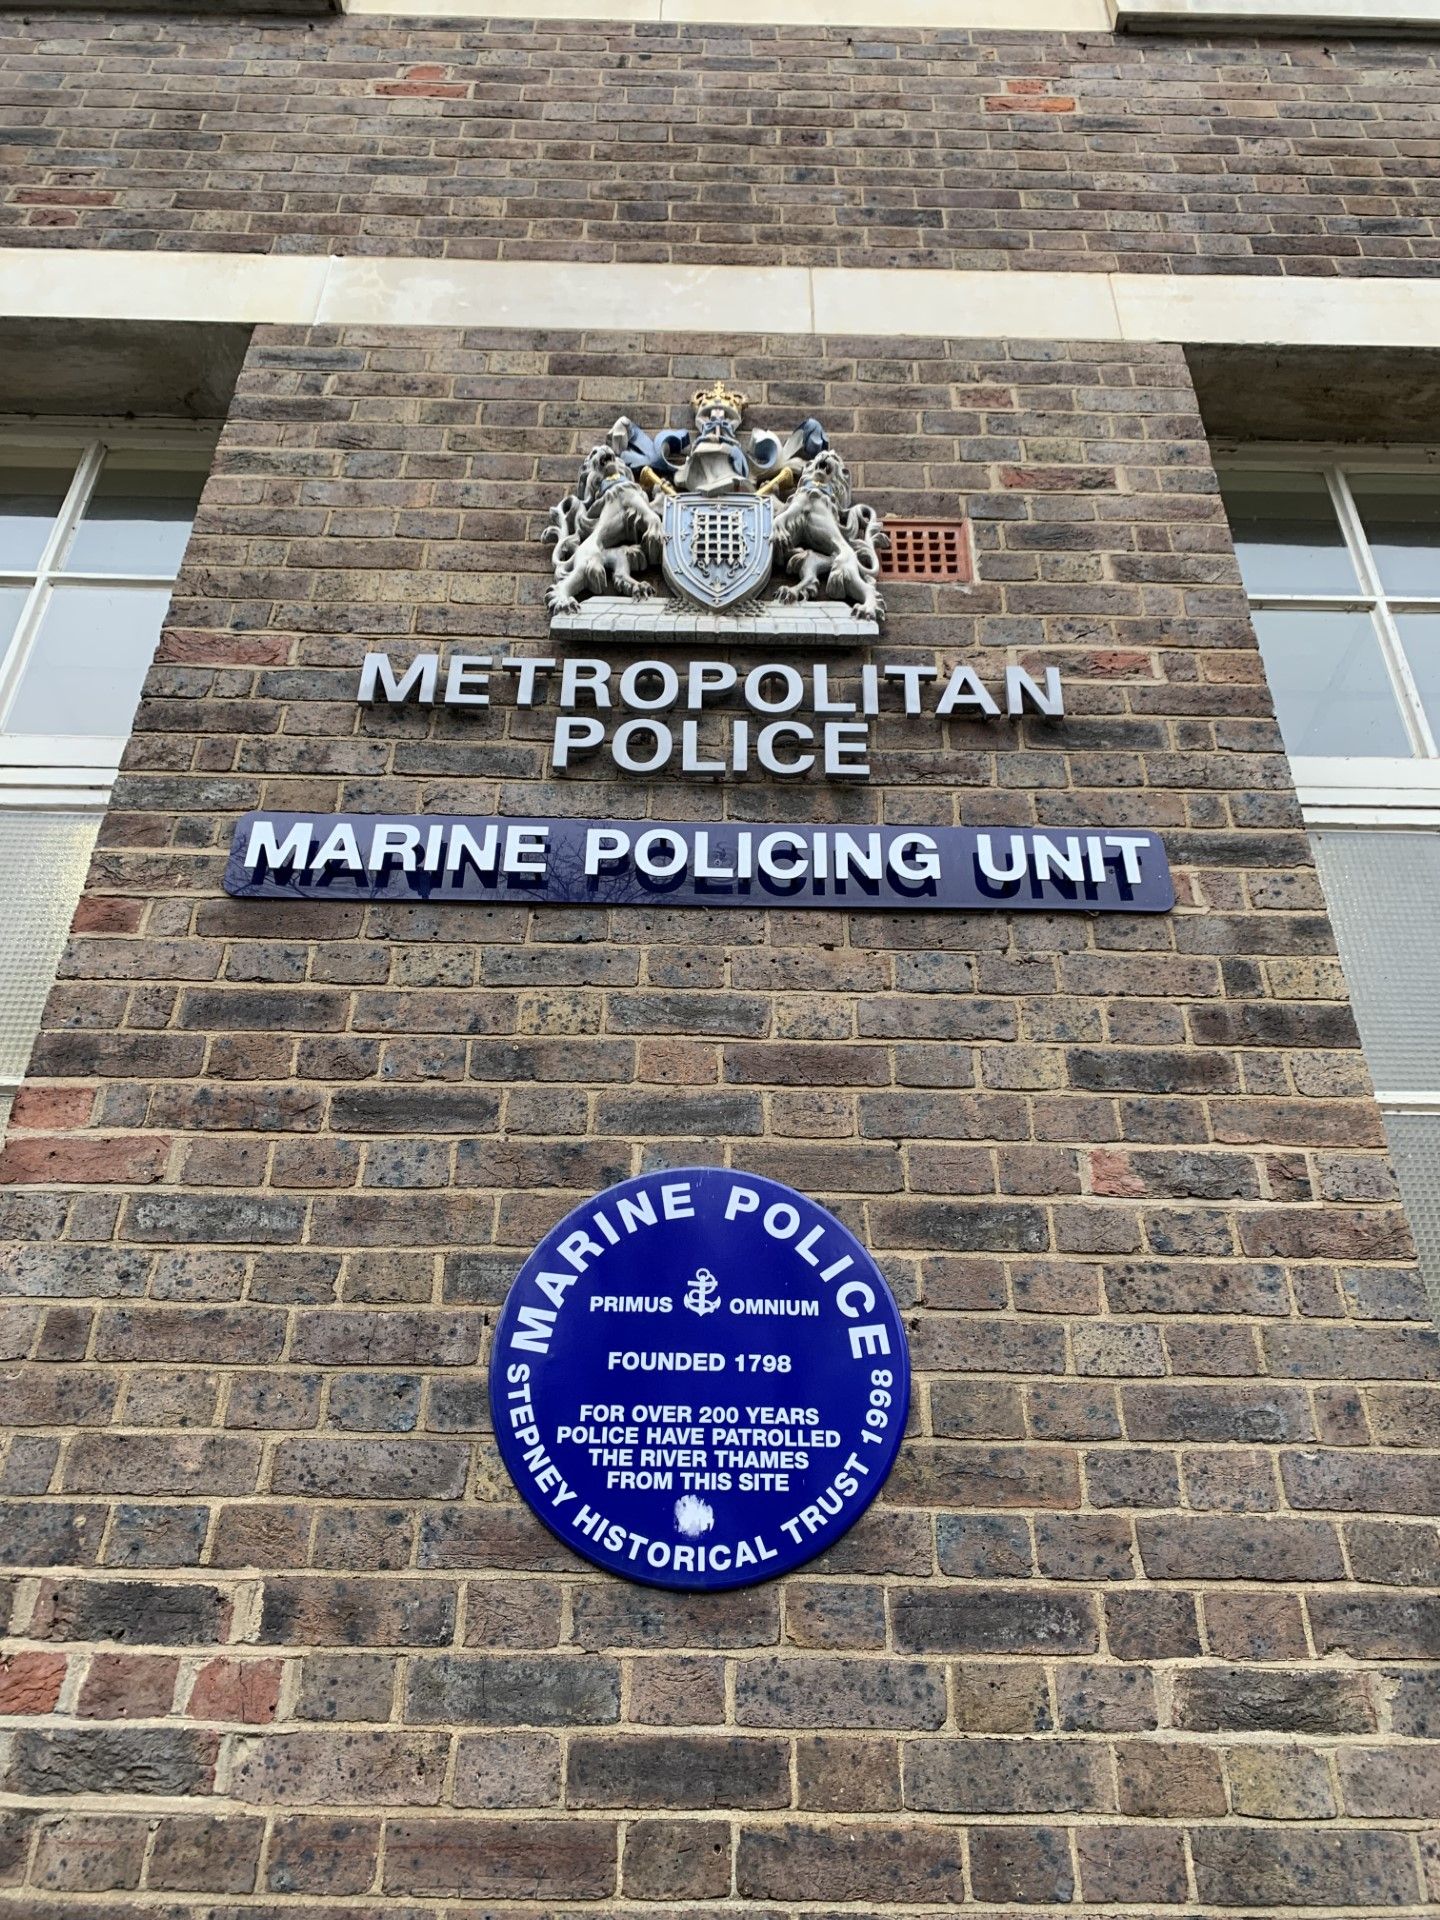 METROPOLITAN
POLICE
MARINE POLICING UNIT
MARINE POLICE
PRIMUS OMNIUM
FOUNDED 1798
FOR OVER 200 YEARS
POLICE HAVE PATROLLED
THE RIVER THAMES
FROM THIS SITE
STEPNEY HISTORICAL TRUST 1998